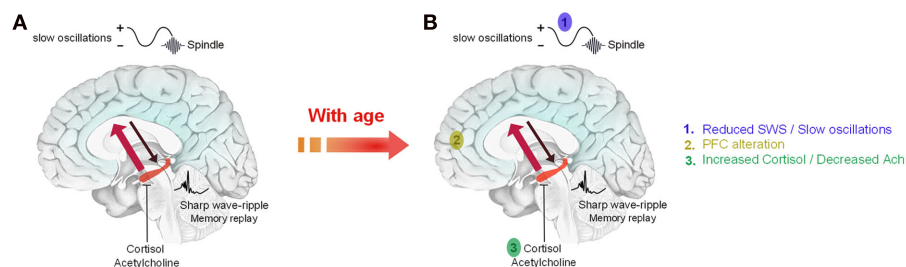 A
+
slow oscillations
−
Spindle
Sharp wave-ripple
Memory replay
Cortisol
Acetylcholine
With age
B
+
1
slow oscillations
−
Spindle
2
Sharp wave-ripple
Memory replay
3 Cortisol
Acetylcholine
1. Reduced SWS / Slow oscillations
2. PFC alteration
3. Increased Cortisol / Decreased Ach